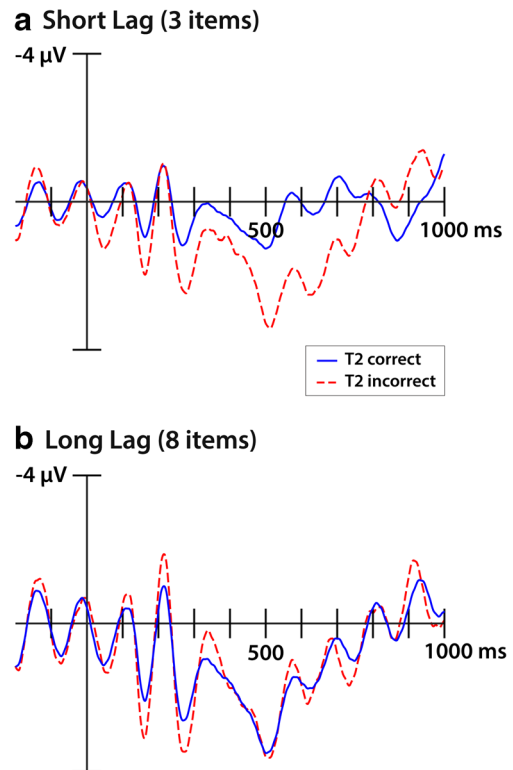 a Short Lag (3 items)
-4 µV
500
1000 ms
T2 correct
T2 incorrect
b Long Lag (8 items)
-4 µV
500
1000 ms